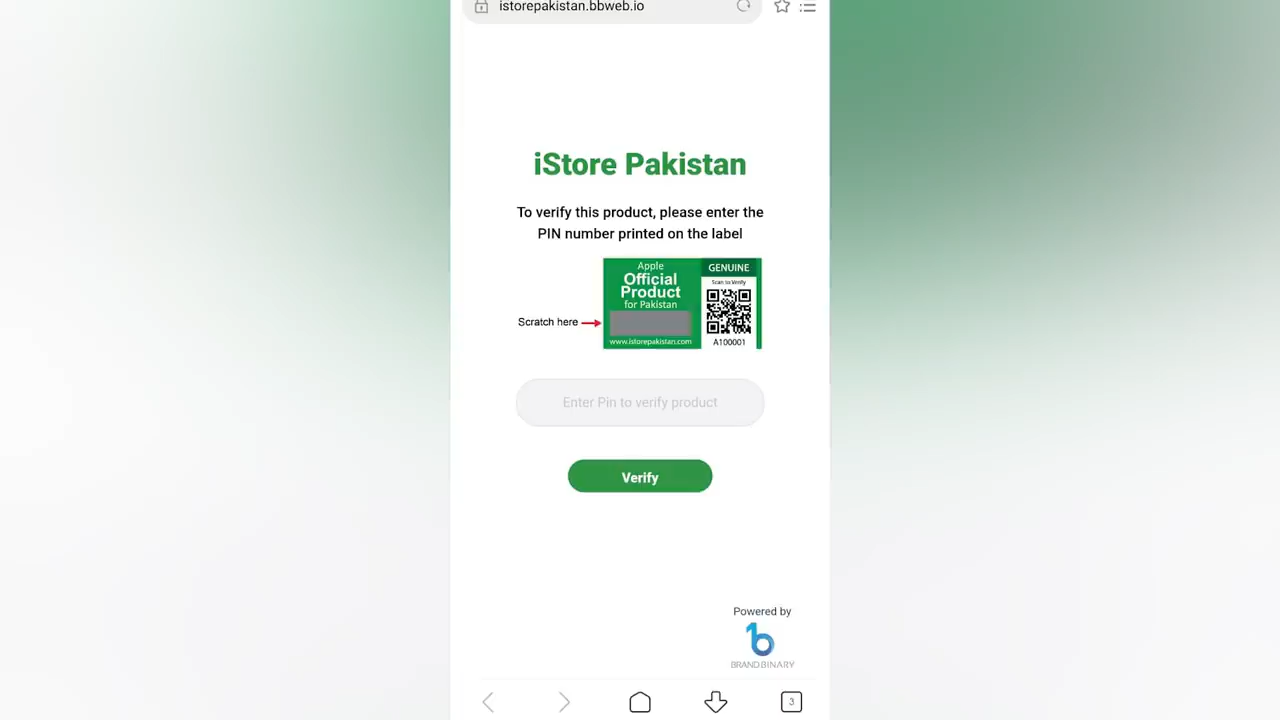 istorepakistan.bbweb.io
iStore Pakistan
To verify this product, please enter the
PIN number printed on the label
Apple
Official
Product
for Pakistan
www.istorepakistan.com
GENUINE
Scan to Verify
A100001
Scratch here
Enter Pin to verify product
Verify
Powered by
BRANDBINARY
3